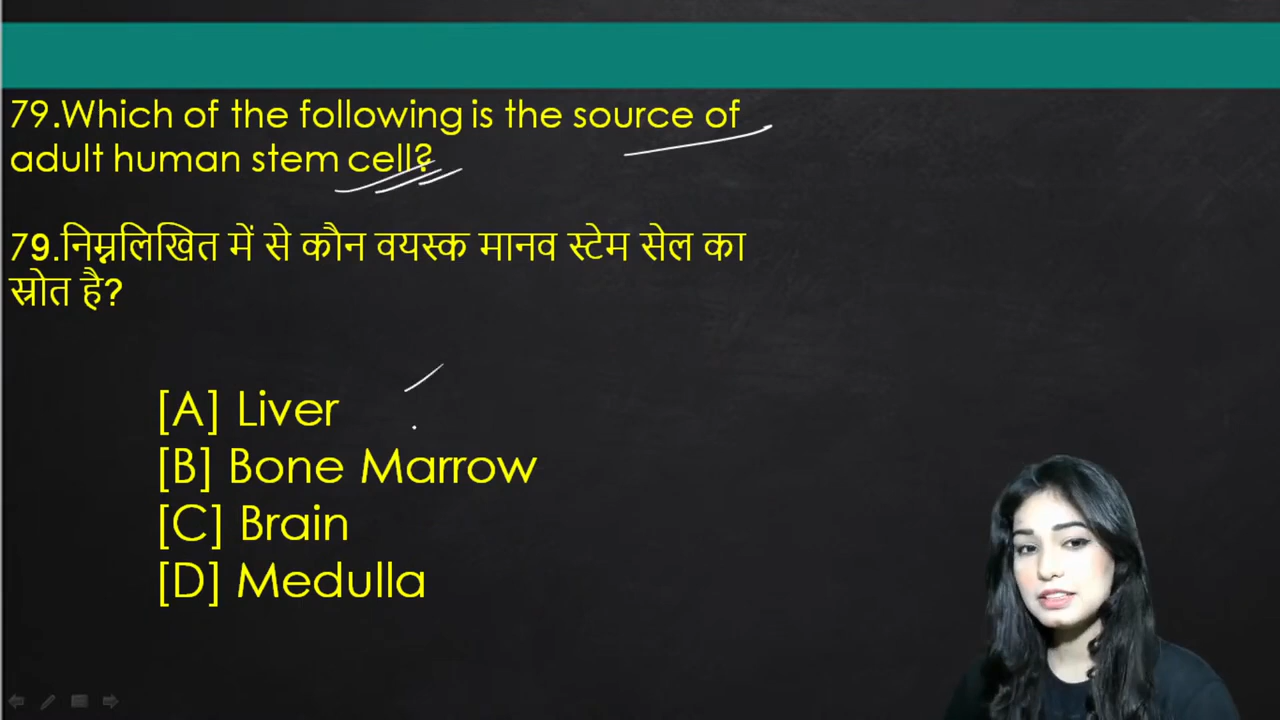 79.Which of the following is the source of
adult human stem cell?
79.निम्नलिखित में से कौन वयस्क मानव स्टेम सेल का
स्रोत है?
[A] Liver
[B] Bone Marrow
[C] Brain
[D] Medulla